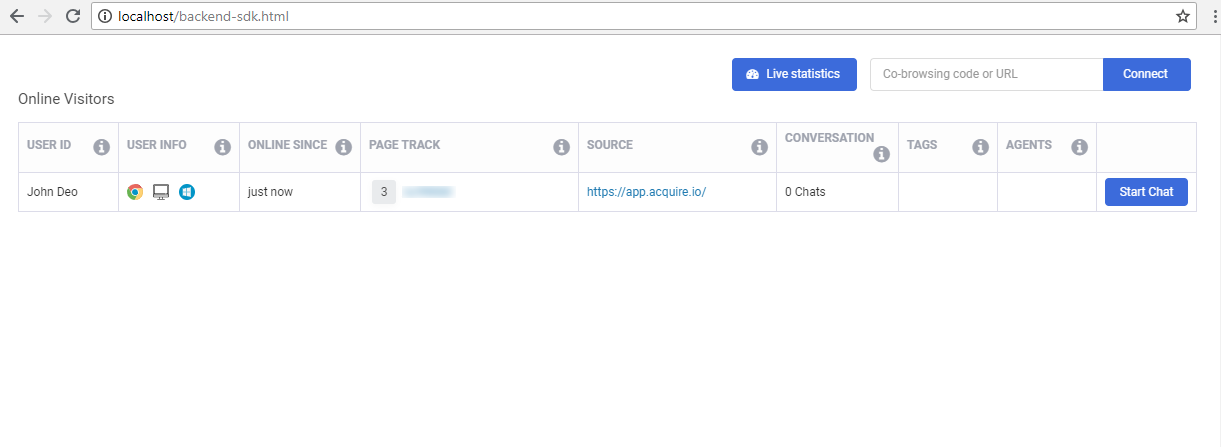 localhost/backend-sdk.html
Live statistics Co-browsing code or URL Connect
Online Visitors
USER ID USER INFO ONLINE SINCE PAGE TRACK SOURCE CONVERSATION TAGS AGENTS
John Deo just now 3 https://app.acquire.io/ 0 Chats Start Chat